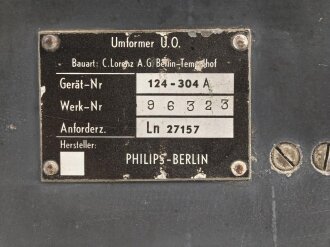 Umformer U.O.
Bauart: C. Lorenz A.G. Berlin-Tempelhof
Gerät-Nr 124-304 A
Werk-Nr 96323
Anforderz. Ln 27157
Hersteller:
PHILIPS-BERLIN